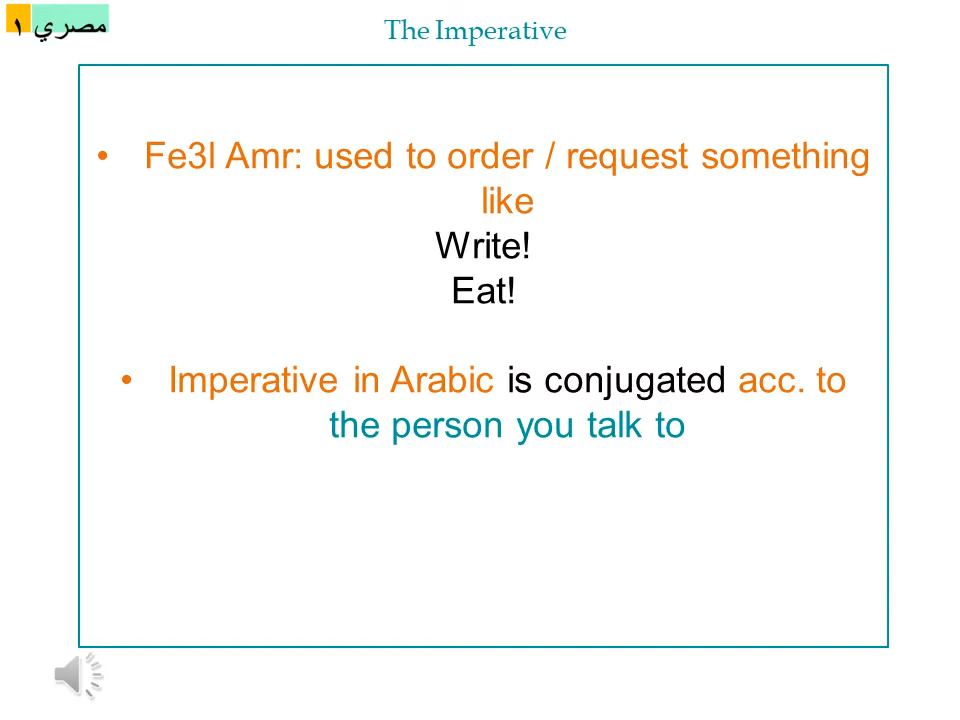 مصري ١
The Imperative
• Fe3l Amr: used to order / request something
like
Write!
Eat!
• Imperative in Arabic is conjugated acc. to
the person you talk to